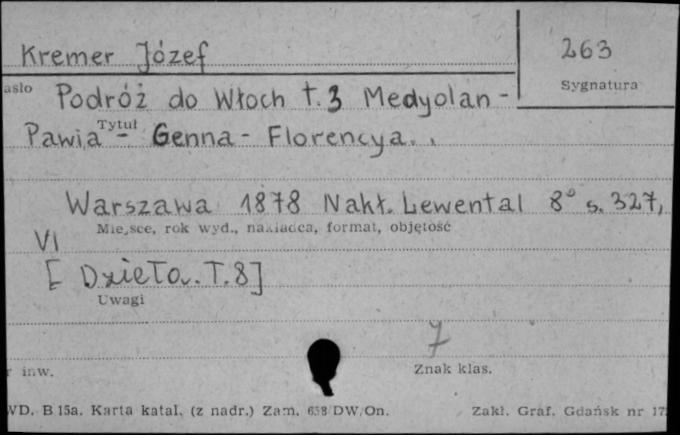 Kremer Józef
263
Sygnatura
asło Podróż do Włoch t. 3 Medyolan -
Tytuł
Pawia - Genna - Florencya..
Warszawa 1878 Nakł. Lewental 8° s. 327,
Miejsce, rok wyd., nakładca, format, objętość
VI
[Dzieła. T. 8]
Uwagi
7
r inw.
Znak klas.
WD. B 15a. Karta katal. (z nadr.) Zam. 658/DW/On.
Zakł. Graf. Gdańsk nr 17